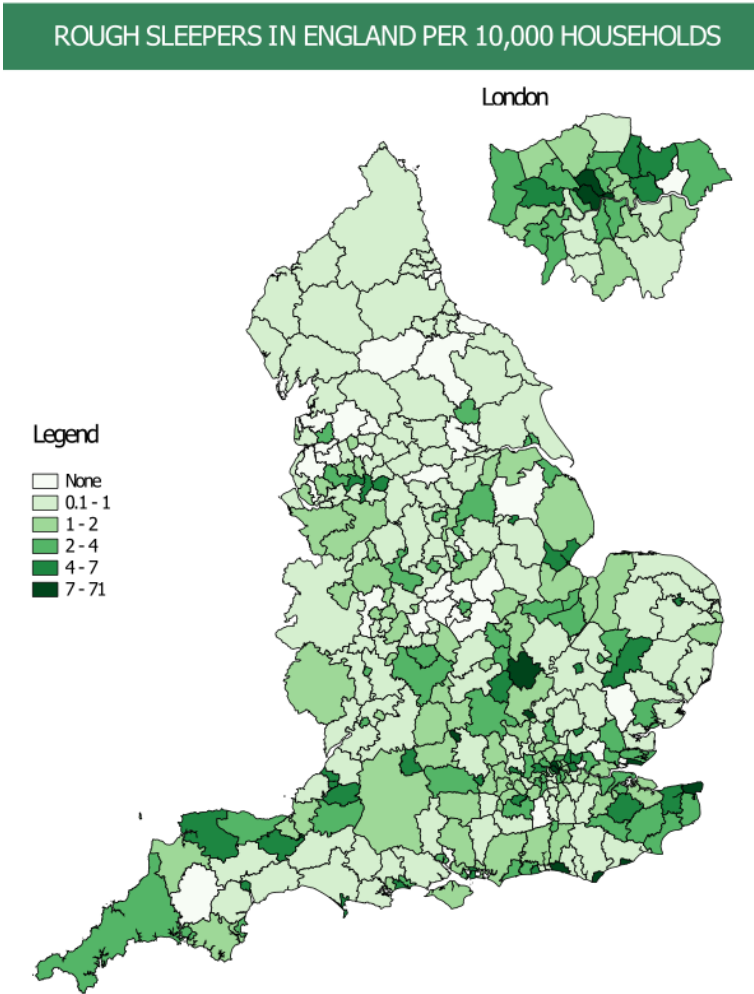 ROUGH SLEEPERS IN ENGLAND PER 10,000 HOUSEHOLDS
London
Legend
None
0.1 - 1
1 - 2
2 - 4
4 - 7
7 - 71